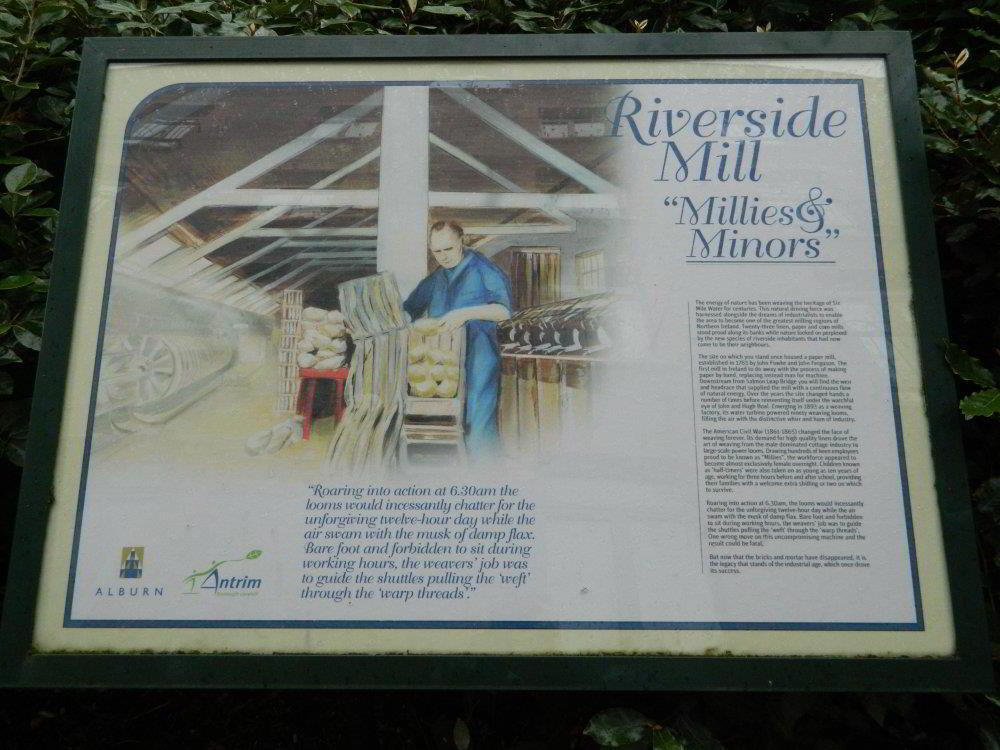 Riverside
Mill
“Millies &
Minors”
The energy of nature has been weaving the heritage of Six
Mile Water for centuries. This natural driving force was
harnessed alongside the dreams of industrialists to enable
the area to become one of the greatest milling regions of
Northern Ireland. Twenty-three linen, paper and corn mills
stood proud along its banks while nature looked on perplexed
by the new species of riverside inhabitants that had now
come to be their neighbours.
The site on which you stand once housed a paper mill,
established in 1765 by John Fowke and John Ferguson. The
first mill in Ireland to do away with the process of making
paper by hand, replacing instead man for machine.
Downstream from Salmon Leap Bridge you will find the weir
and headrace that supplied the mill with a continuous flow
of natural energy. Over the years the site changed hands a
number of times before reinventing itself under the watchful
eye of John and Hugh Boal. Emerging in 1893 as a weaving
factory, its water turbine powered ninety weaving looms,
filling the air with the distinctive whirr and hum of industry.
The American Civil War (1861-1865) changed the face of
weaving forever. Its demand for high quality linen drove the
art of weaving from the male dominated-cottage industry to
large-scale power looms. Drawing hundreds of keen employees
proud to be known as "Millies", the workforce appeared to
become almost exclusively female overnight. Children known
as 'half-timers' were also taken on as young as ten years of
age, working for three hours before and after school, providing
their families with a welcome extra shilling or two on which
to survive.
Roaring into action at 6.30am, the looms would incessantly
chatter for the unforgiving twelve-hour day while the air
swam with the musk of damp flax. Bare foot and forbidden
to sit during working hours, the weavers' job was to guide
the shuttles pulling the 'weft' through the 'warp threads'.
One wrong move on this uncompromising machine and the
result could be fatal.
But now that the bricks and mortar have disappeared, it is
the legacy that stands of the industrial age, which once drove
its success.
“Roaring into action at 6.30am the
looms would incessantly chatter for the
unforgiving twelve-hour day while the
air swam with the musk of damp flax.
Bare foot and forbidden to sit during
working hours, the weavers' job was
to guide the shuttles pulling the 'weft'
through the 'warp threads'.”
ALBURN
Antrim
borough council